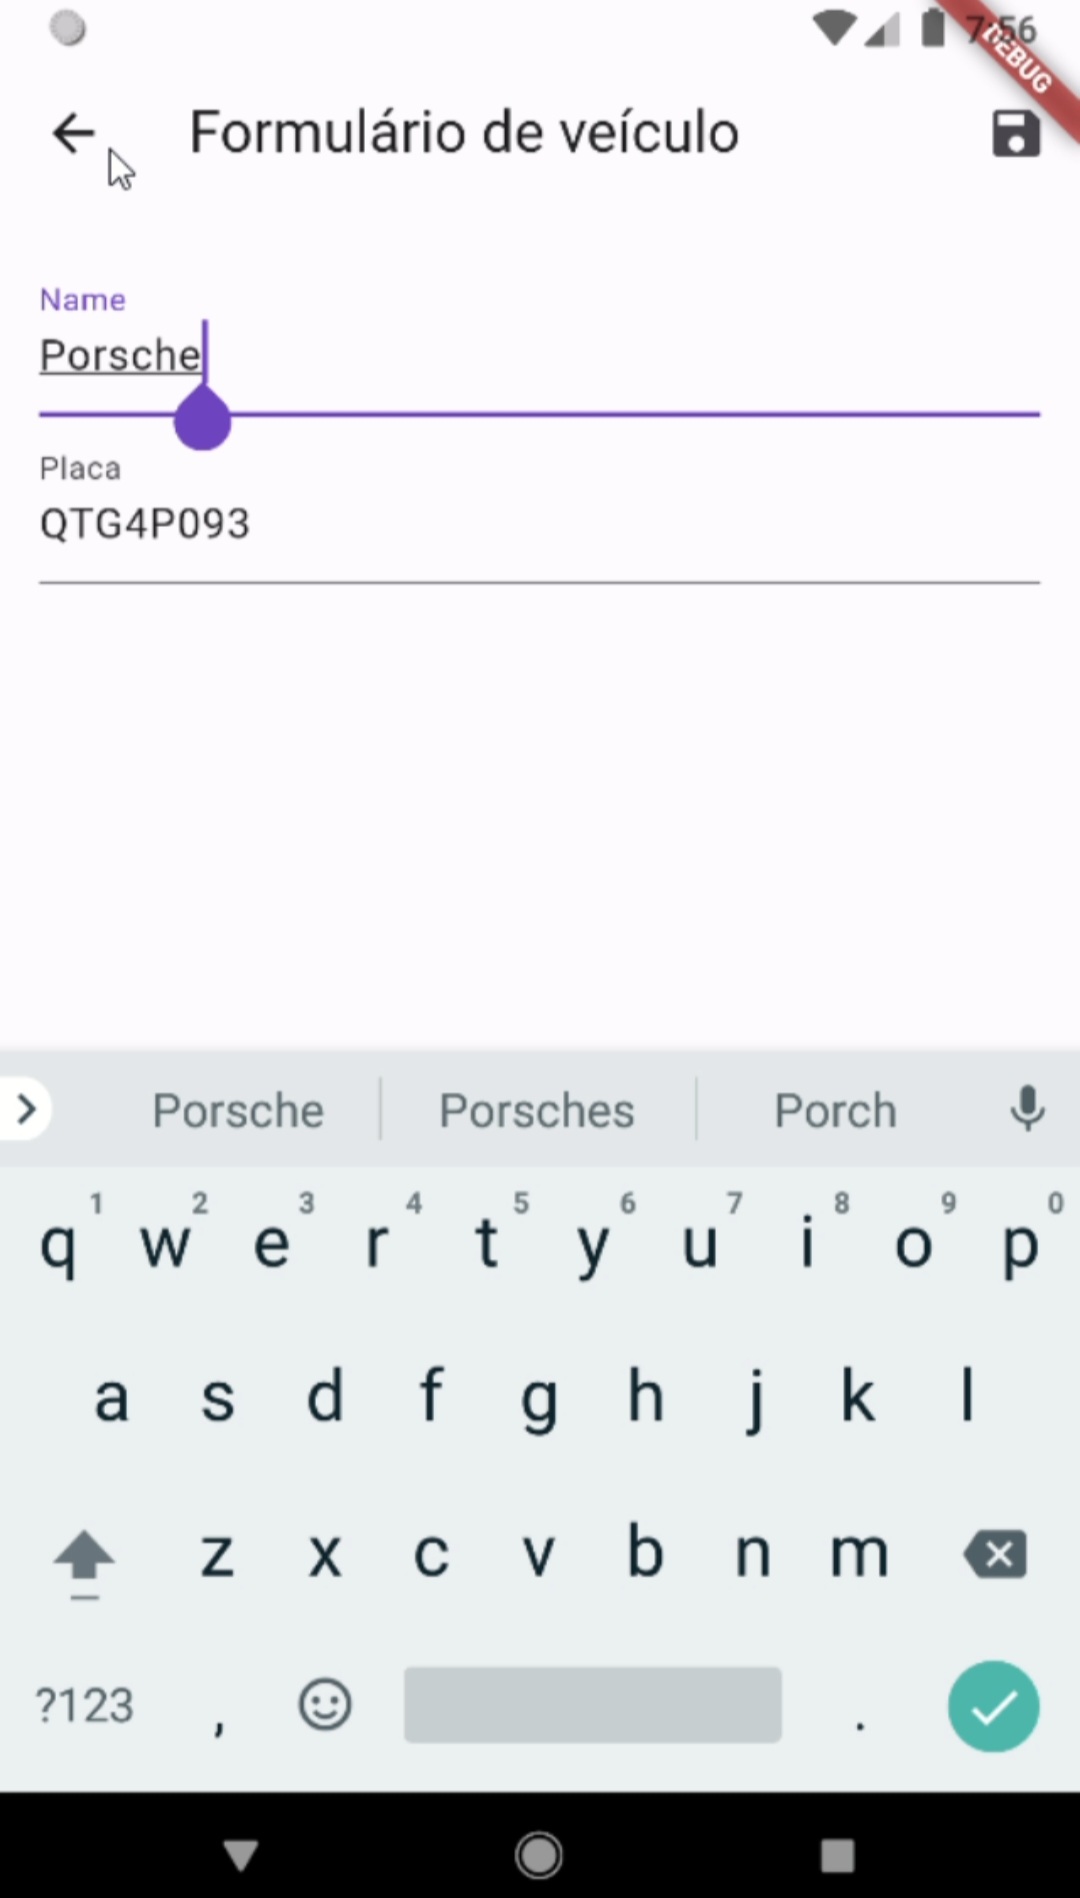 7:56
DEBUG
Formulário de veículo
Name
Porsche
Placa
QTG4P093
Porsche Porsches Porch
1 2 3 4 5 6 7 8 9 0
q w e r t y u i o p
a s d f g h j k l
z x c v b n m
?123 , .